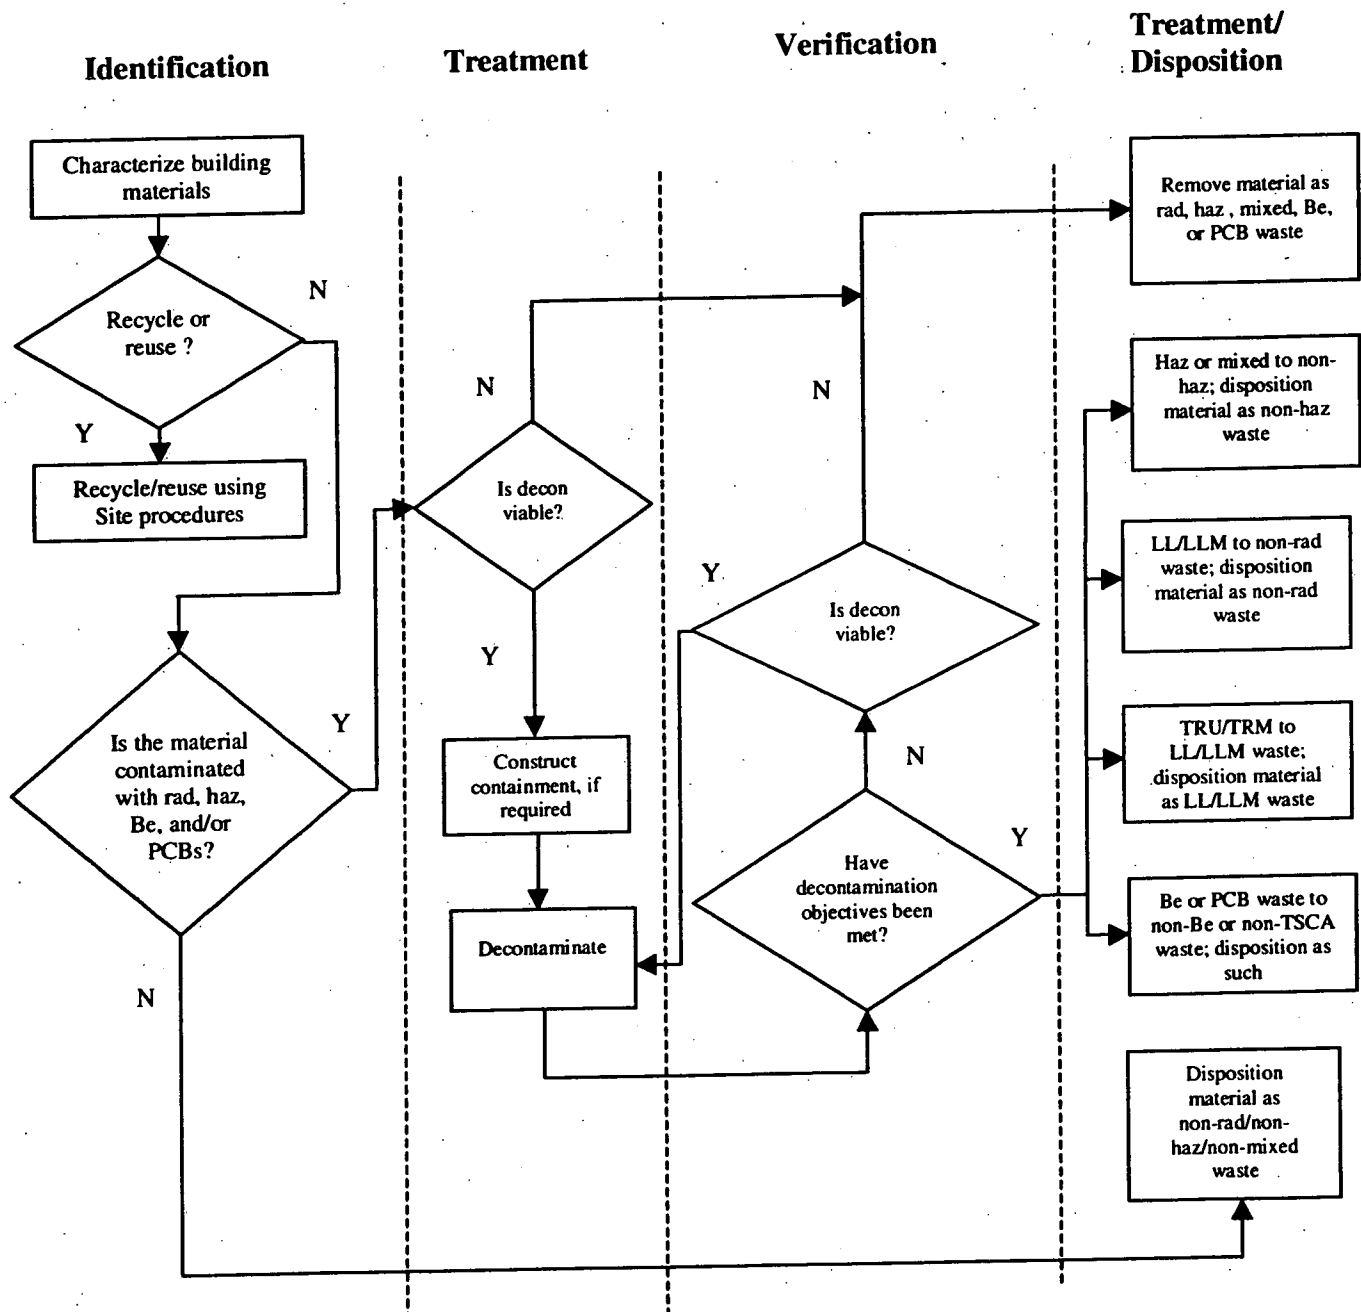 Identification
Treatment
Verification
Treatment/
Disposition
Characterize building
materials
Recycle or
reuse ?
N
Y
Recycle/reuse using
Site procedures
Is the material
contaminated
with rad, haz,
Be, and/or
PCBs?
Y
N
Is decon
viable?
N
Y
Construct
containment, if
required
Decontaminate
N
Is decon
viable?
Y
N
Have
decontamination
objectives been
met?
Y
Remove material as
rad, haz , mixed, Be,
or PCB waste
Haz or mixed to non-
haz; disposition
material as non-haz
waste
LL/LLM to non-rad
waste; disposition
material as non-rad
waste
TRU/TRM to
LL/LLM waste;
disposition material
as LL/LLM waste
Be or PCB waste to
non-Be or non-TSCA
waste; disposition as
such
Disposition
material as
non-rad/non-
haz/non-mixed
waste